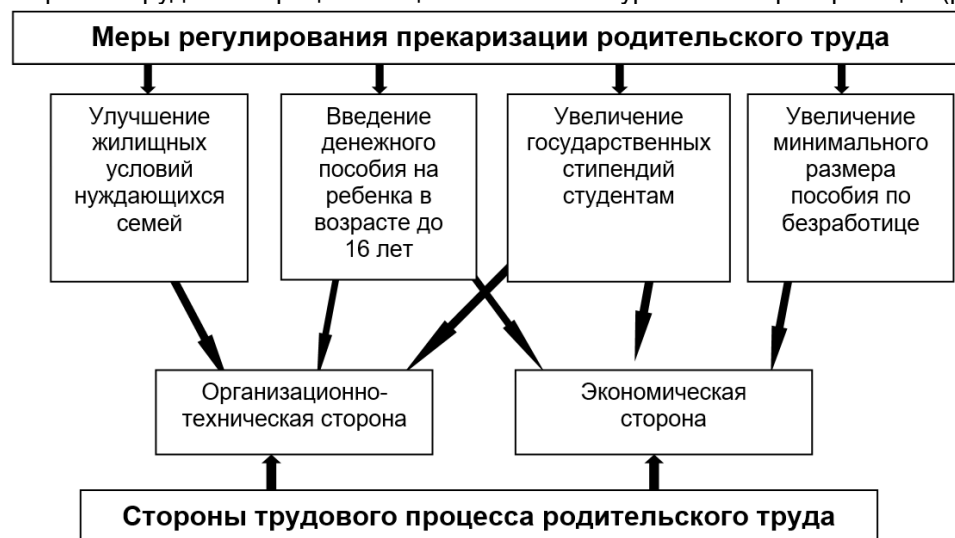 Меры регулирования прекаризации родительского труда
Улучшение
жилищных
условий
нуждающихся
семей
Введение
денежного
пособия на
ребенка в
возрасте до
16 лет
Увеличение
государственных
стипендий
студентам
Увеличение
минимального
размера
пособия по
безработице
Организационно-
техническая сторона
Экономическая
сторона
Стороны трудового процесса родительского труда